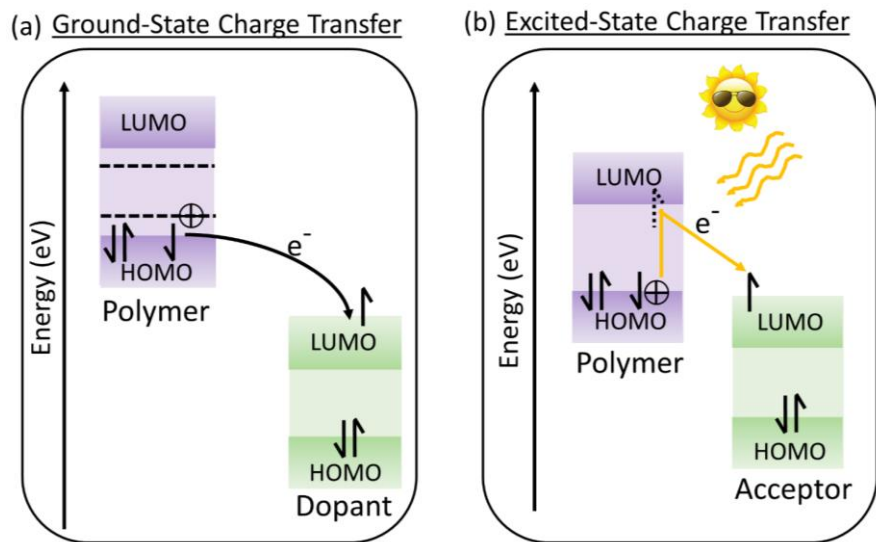 (a) Ground-State Charge Transfer
Energy (eV)
LUMO
HOMO
Polymer
e⁻
LUMO
HOMO
Dopant
(b) Excited-State Charge Transfer
Energy (eV)
LUMO
e⁻
HOMO
Polymer
LUMO
HOMO
Acceptor